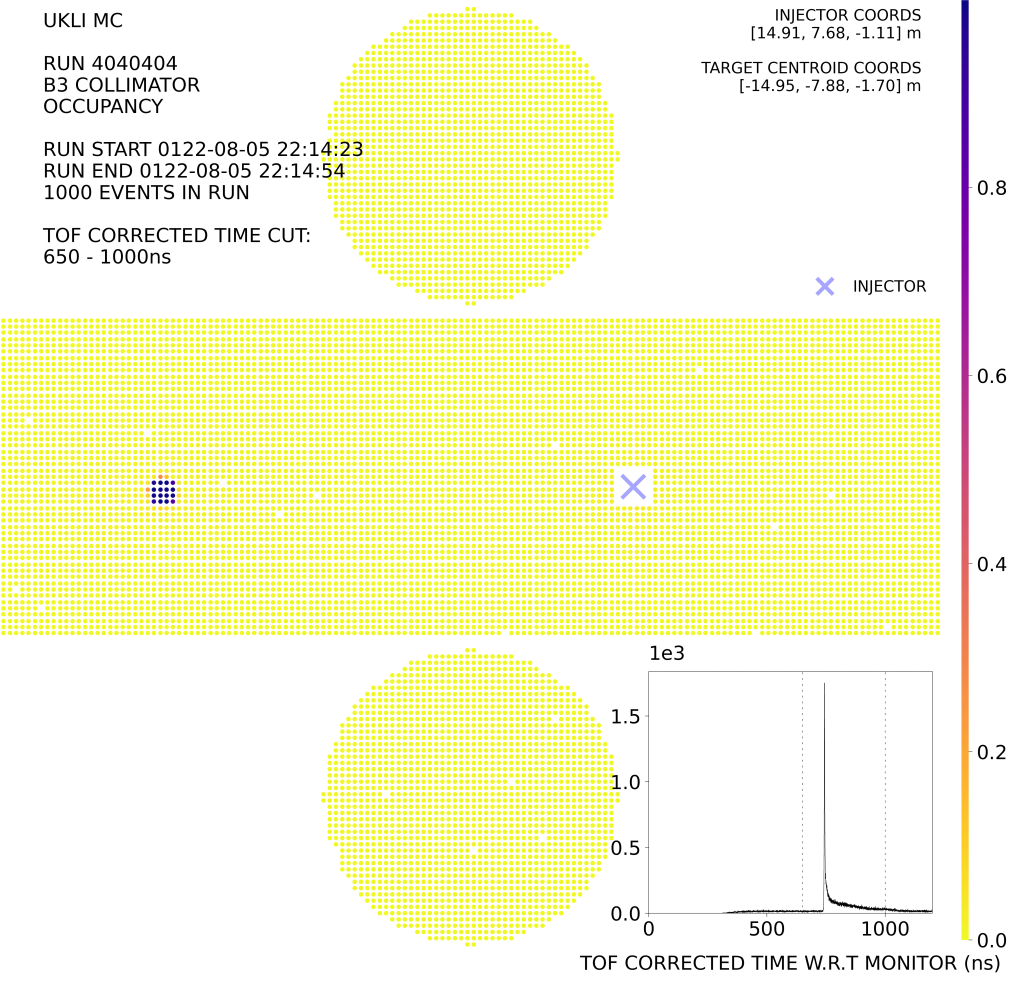 UKLI MC
RUN 4040404
B3 COLLIMATOR
OCCUPANCY
RUN START 0122-08-05 22:14:23
RUN END 0122-08-05 22:14:54
1000 EVENTS IN RUN
TOF CORRECTED TIME CUT:
650 - 1000ns
INJECTOR COORDS
[14.91, 7.68, -1.11] m
TARGET CENTROID COORDS
[-14.95, -7.88, -1.70] m
INJECTOR
0.8
0.6
0.4
0.2
0.0
1e3
1.5
1.0
0.5
0.0
0 500 1000
TOF CORRECTED TIME W.R.T MONITOR (ns)